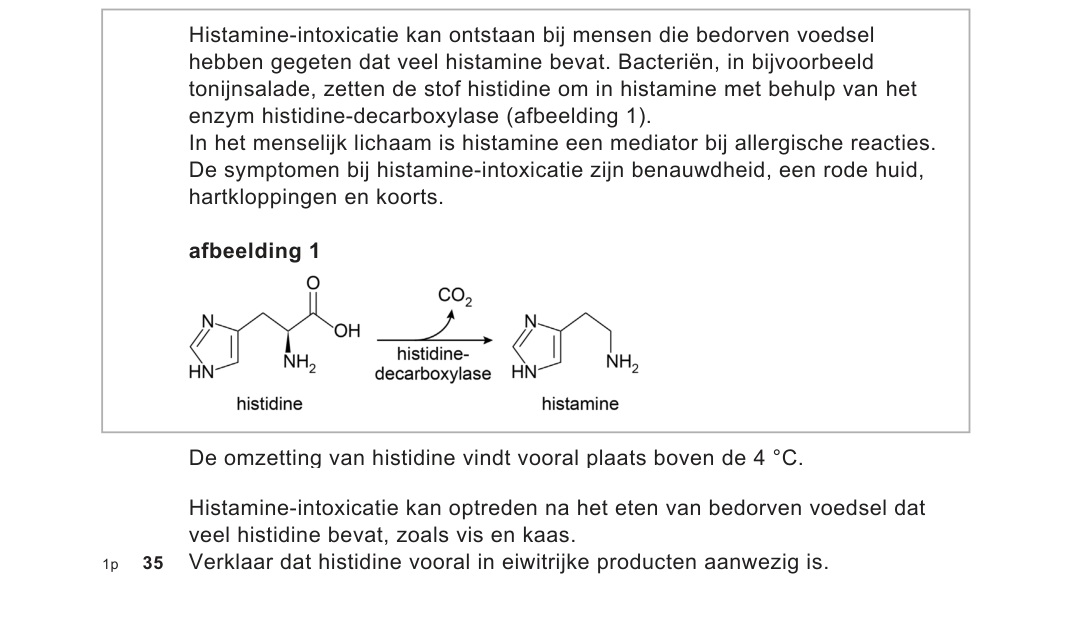 Histamine-intoxicatie kan ontstaan bij mensen die bedorven voedsel
hebben gegeten dat veel histamine bevat. Bacteriën, in bijvoorbeeld
tonijnsalade, zetten de stof histidine om in histamine met behulp van het
enzym histidine-decarboxylase (afbeelding 1).
In het menselijk lichaam is histamine een mediator bij allergische reacties.
De symptomen bij histamine-intoxicatie zijn benauwdheid, een rode huid,
hartkloppingen en koorts.
afbeelding 1
O
CO2
N
OH
N
NH2
histidine-
NH2
HN
decarboxylase
HN
histidine
histamine
De omzetting van histidine vindt vooral plaats boven de 4 °C.
Histamine-intoxicatie kan optreden na het eten van bedorven voedsel dat
veel histidine bevat, zoals vis en kaas.
1p 35 Verklaar dat histidine vooral in eiwitrijke producten aanwezig is.